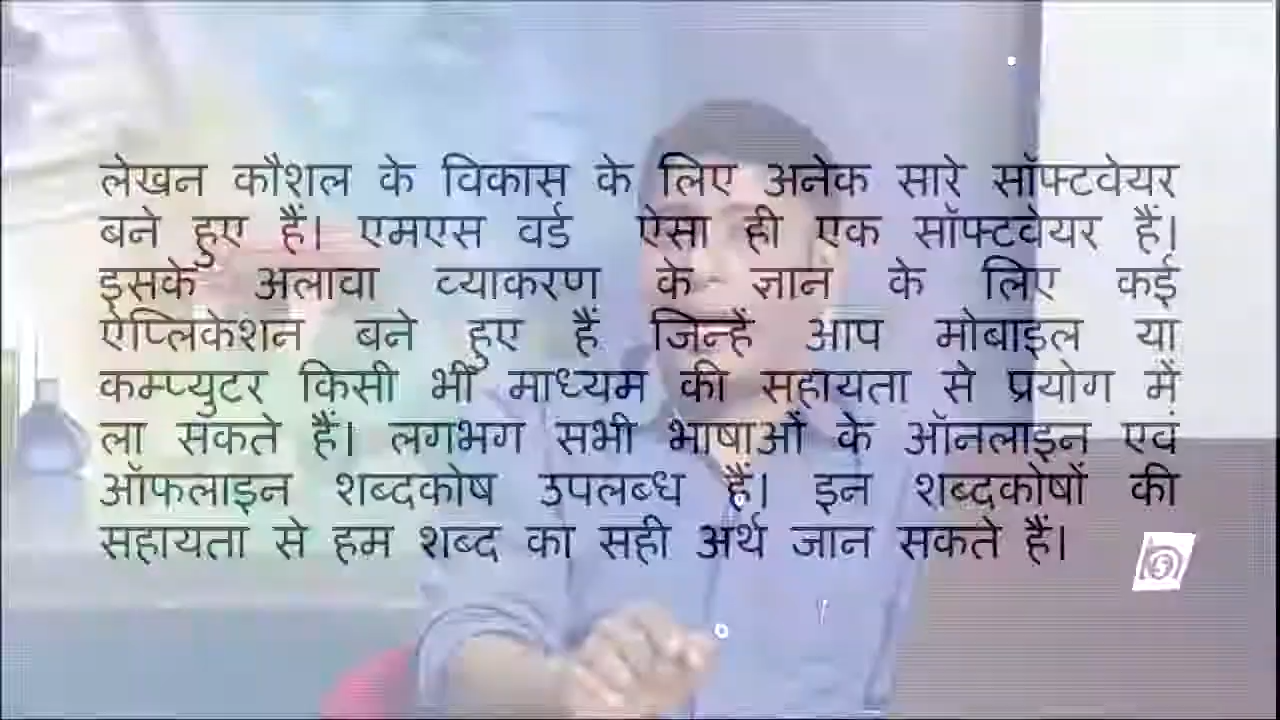 लेखन कौशल के विकास के लिए अनेक सारे सॉफ्टवेयर
बने हुए हैं। एमएस वर्ड ऐसा ही एक सॉफ्टवेयर हैं।
इसके अलावा व्याकरण के ज्ञान के लिए कई
ऐप्लिकेशन बने हुए हैं जिन्हें आप मोबाइल या
कम्प्युटर किसी भी माध्यम की सहायता से प्रयोग में
ला सकते हैं। लगभग सभी भाषाओं के ऑनलाइन एवं
ऑफलाइन शब्दकोष उपलब्ध हैं। इन शब्दकोषों की
सहायता से हम शब्द का सही अर्थ जान सकते हैं।